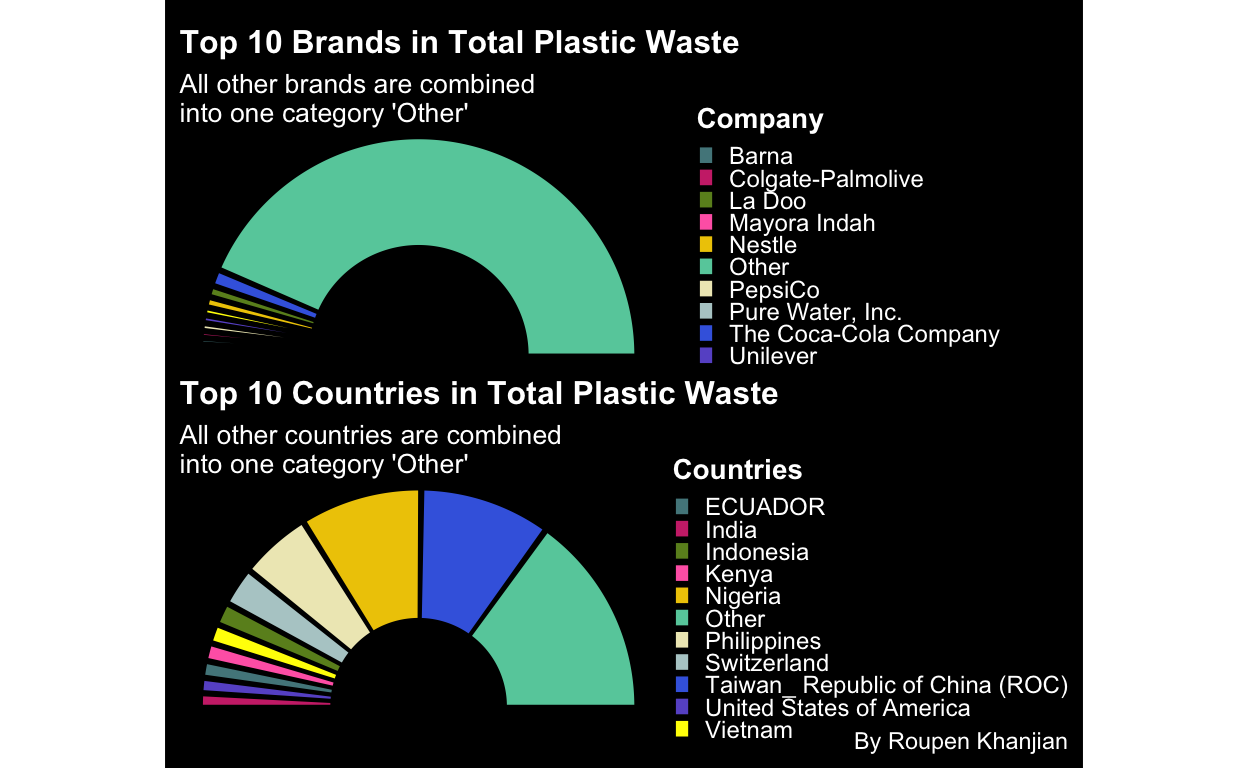 Top 10 Brands in Total Plastic Waste
All other brands are combined
into one category 'Other'
Company
Barna
Colgate-Palmolive
La Doo
Mayora Indah
Nestle
Other
PepsiCo
Pure Water, Inc.
The Coca-Cola Company
Unilever
Top 10 Countries in Total Plastic Waste
All other countries are combined
into one category 'Other'
Countries
ECUADOR
India
Indonesia
Kenya
Nigeria
Other
Philippines
Switzerland
Taiwan_ Republic of China (ROC)
United States of America
Vietnam
By Roupen Khanjian